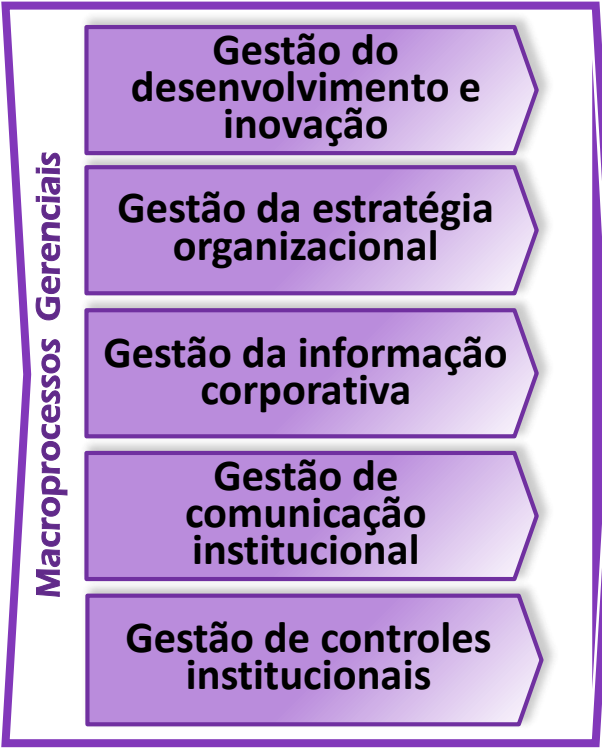 Macroprocessos Gerenciais
Gestão do
desenvolvimento e
inovação
Gestão da estratégia
organizacional
Gestão da informação
corporativa
Gestão de
comunicação
institucional
Gestão de controles
institucionais